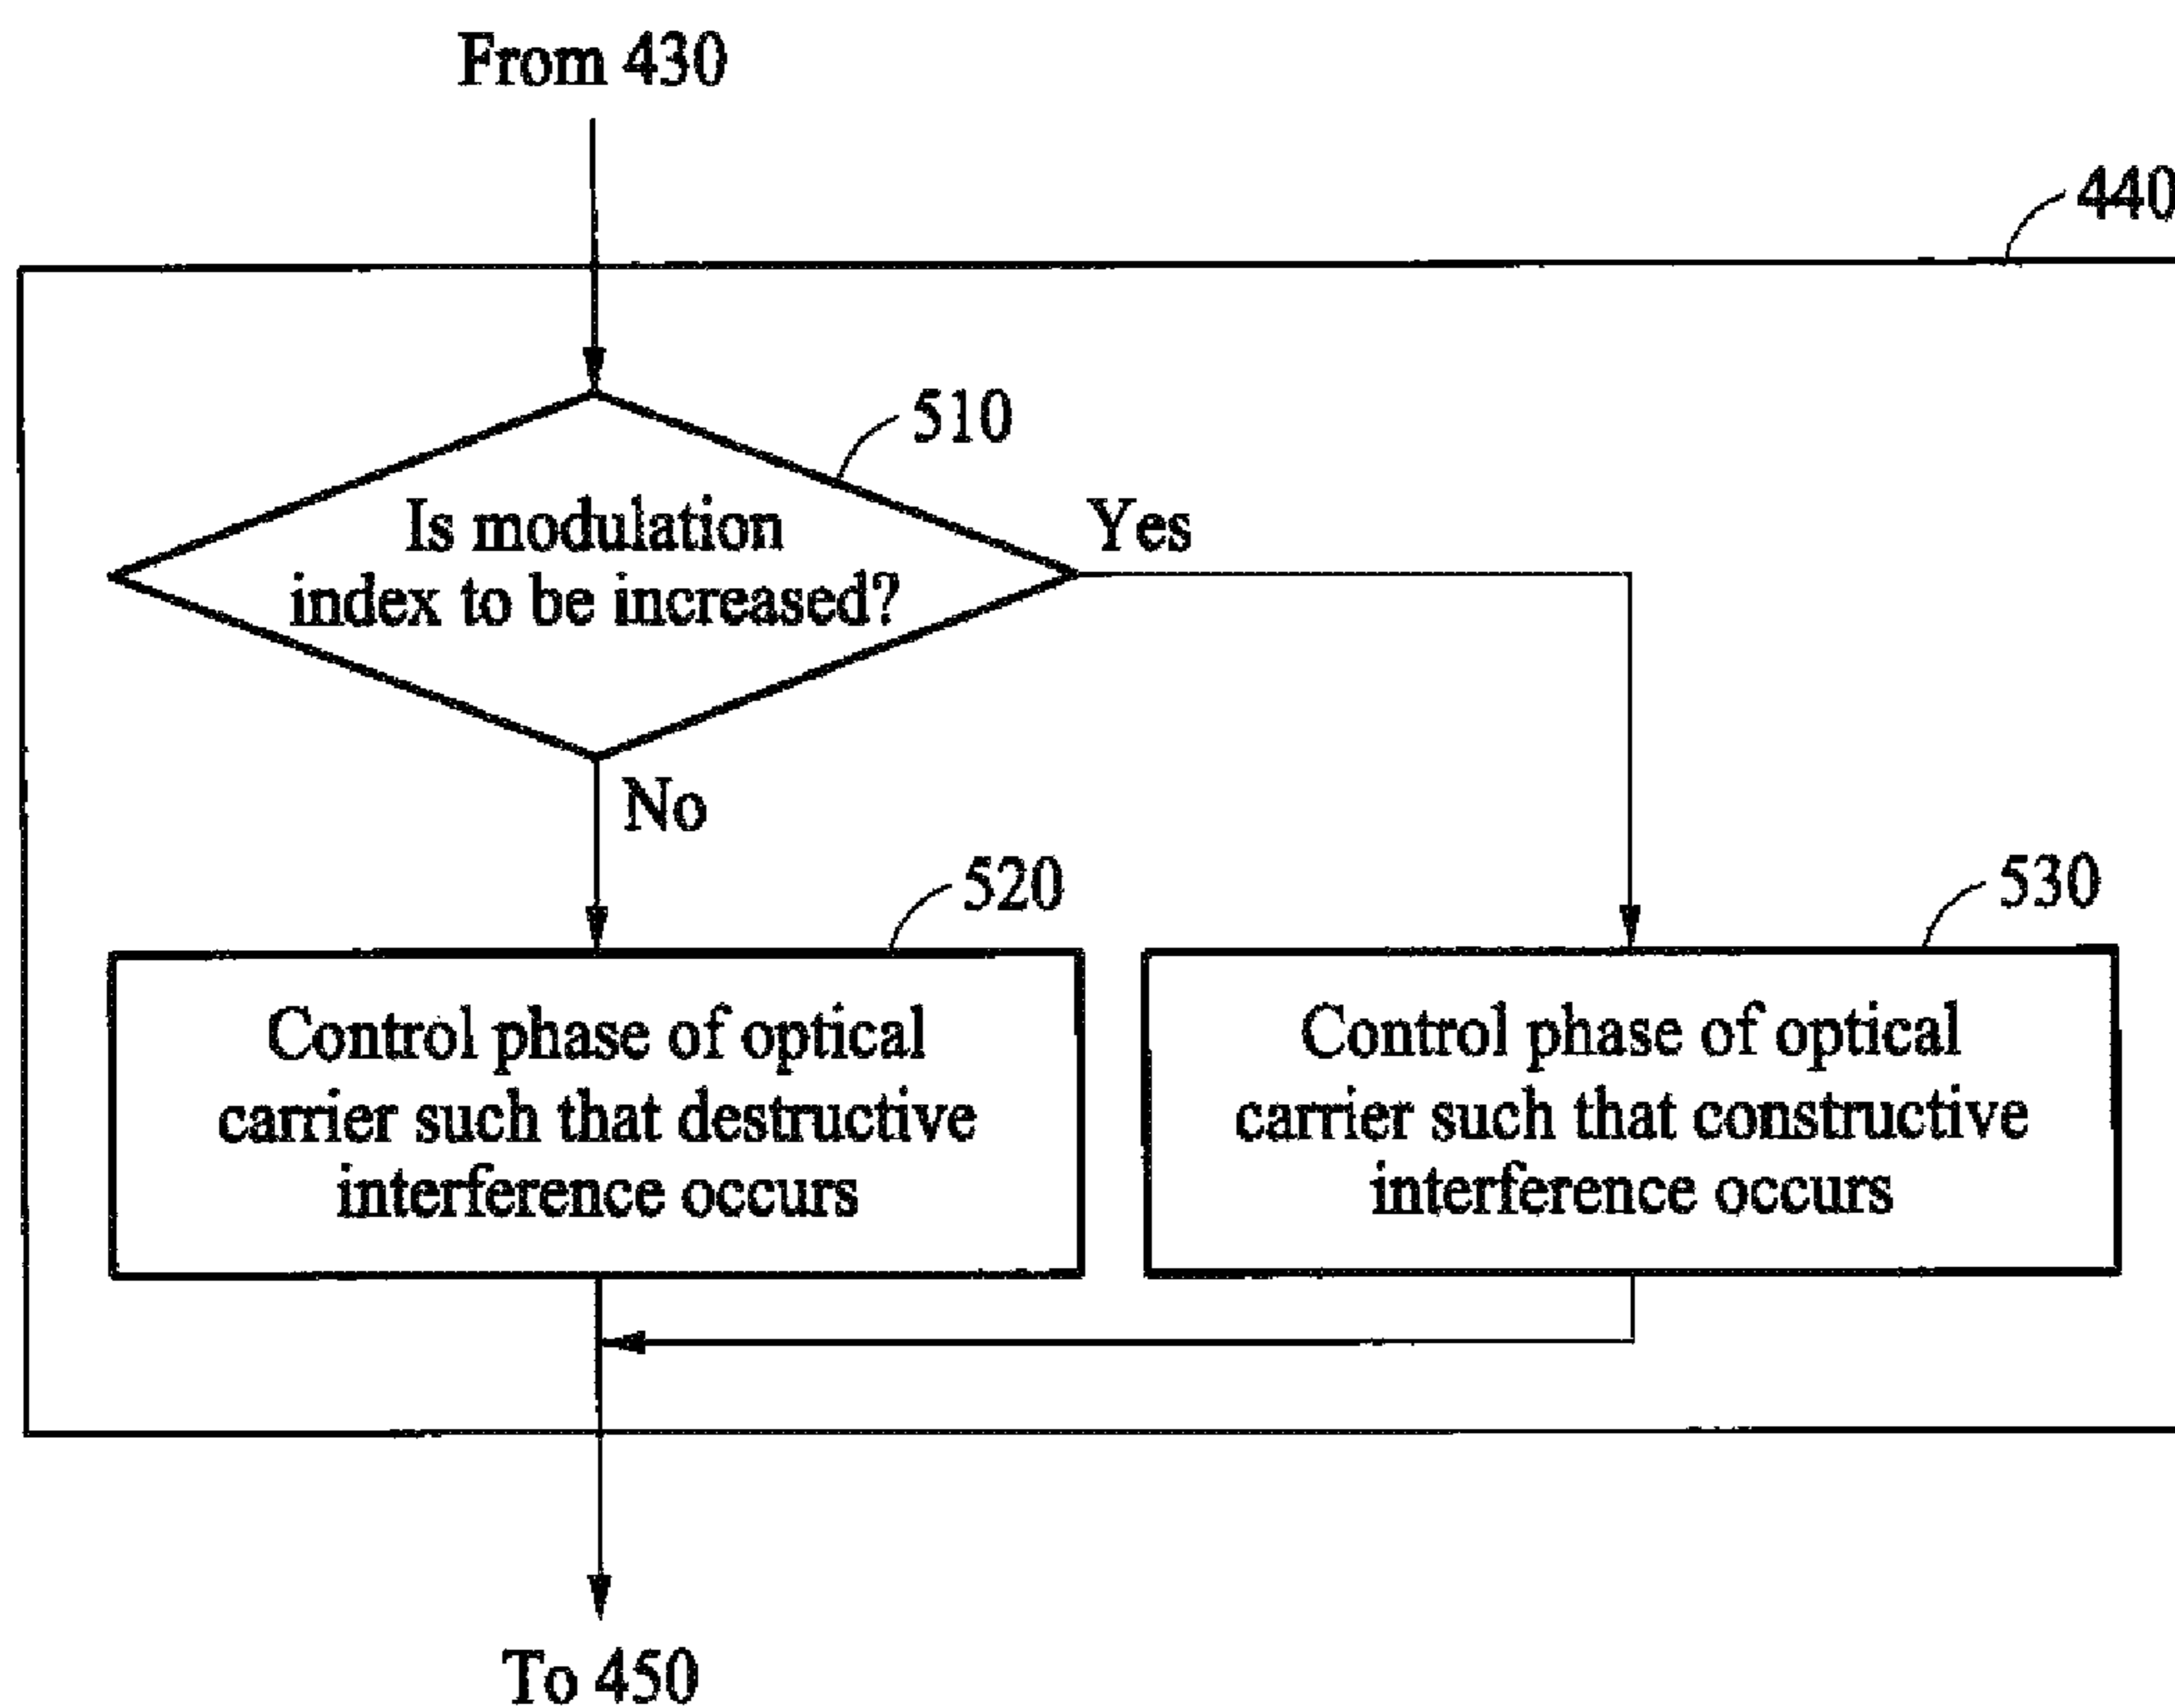 From 430
440
510
Is modulation
index to be increased?
Yes
No
520
530
Control phase of optical
carrier such that destructive
interference occurs
Control phase of optical
carrier such that constructive
interference occurs
To 450